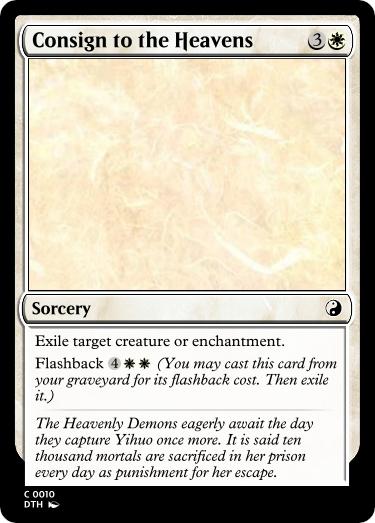 Consign to the Heavens 3
Sorcery
Exile target creature or enchantment.
Flashback 4 (You may cast this card from
your graveyard for its flashback cost. Then exile
it.)
The Heavenly Demons eagerly await the day
they capture Yihuo once more. It is said ten
thousand mortals are sacrificed in her prison
every day as punishment for her escape.
C 0010
DTH